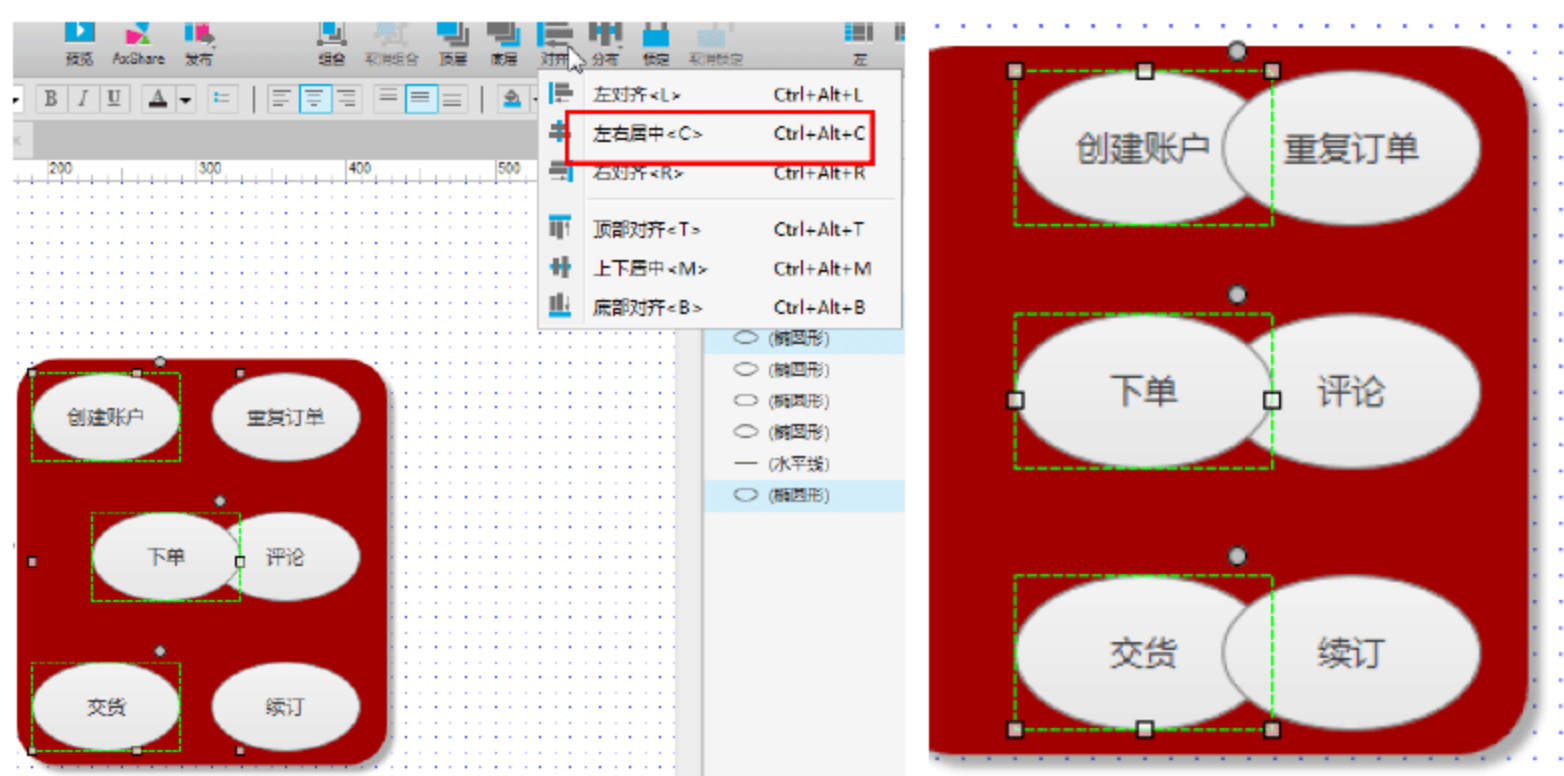 预览 AxShare 发布 组合 取消组合 顶层 底层 对齐 分布 锁定 取消锁定 左
B I U A
左对齐<L> Ctrl+Alt+L
左右居中<C> Ctrl+Alt+C
右对齐<R> Ctrl+Alt+R
顶部对齐<T> Ctrl+Alt+T
上下居中<M> Ctrl+Alt+M
底部对齐<B> Ctrl+Alt+B
200 300 400 500
(椭圆形)
(椭圆形)
(椭圆形)
(椭圆形)
(水平线)
(椭圆形)
创建账户 重复订单
下单 评论
交货 续订
创建账户 重复订单
下单 评论
交货 续订